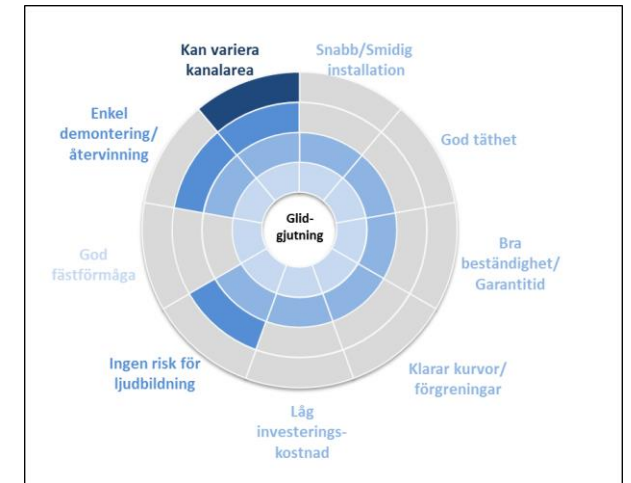 Kan variera
kanalarea
Snabb/Smidig
installation
God täthet
Bra
beständighet/
Garantitid
Klarar kurvor/
förgreningar
Låg
investerings-
kostnad
Ingen risk för
ljudbildning
God
fästförmåga
Enkel
demontering/
återvinning
Glid-
gjutning